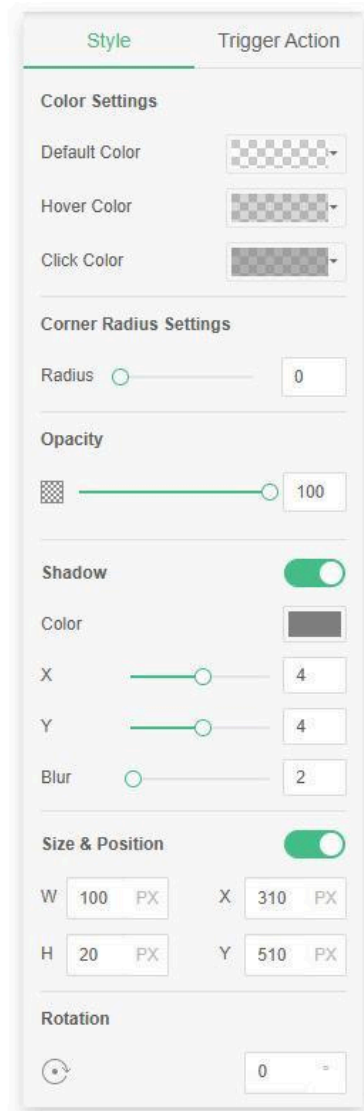 Style Trigger Action
Color Settings
Default Color
Hover Color
Click Color
Corner Radius Settings
Radius 0
Opacity
100
Shadow
Color
X 4
Y 4
Blur 2
Size & Position
W 100 PX X 310 PX
H 20 PX Y 510 PX
Rotation
0 °